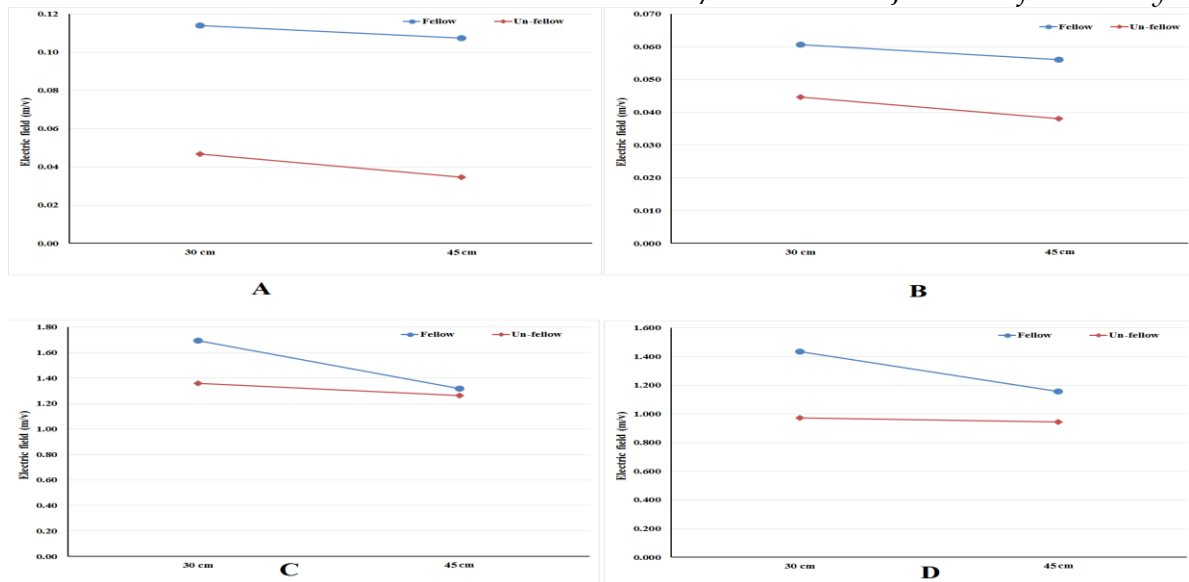 0.12
Fellow Un-fellow
0.10
0.08
0.06
0.04
0.02
0.00
Electric field (m/v)
30 cm 45 cm
A
0.070
Fellow Un-fellow
0.060
0.050
0.040
0.030
0.020
0.010
0.000
Electric field (m/v)
30 cm 45 cm
B
1.80
Fellow Un-fellow
1.60
1.40
1.20
1.00
0.80
0.60
0.40
0.20
0.00
Electric field (m/v)
30 cm 45 cm
C
1.600
Fellow Un-fellow
1.400
1.200
1.000
0.800
0.600
0.400
0.200
0.000
Electric field (m/v)
30 cm 45 cm
D